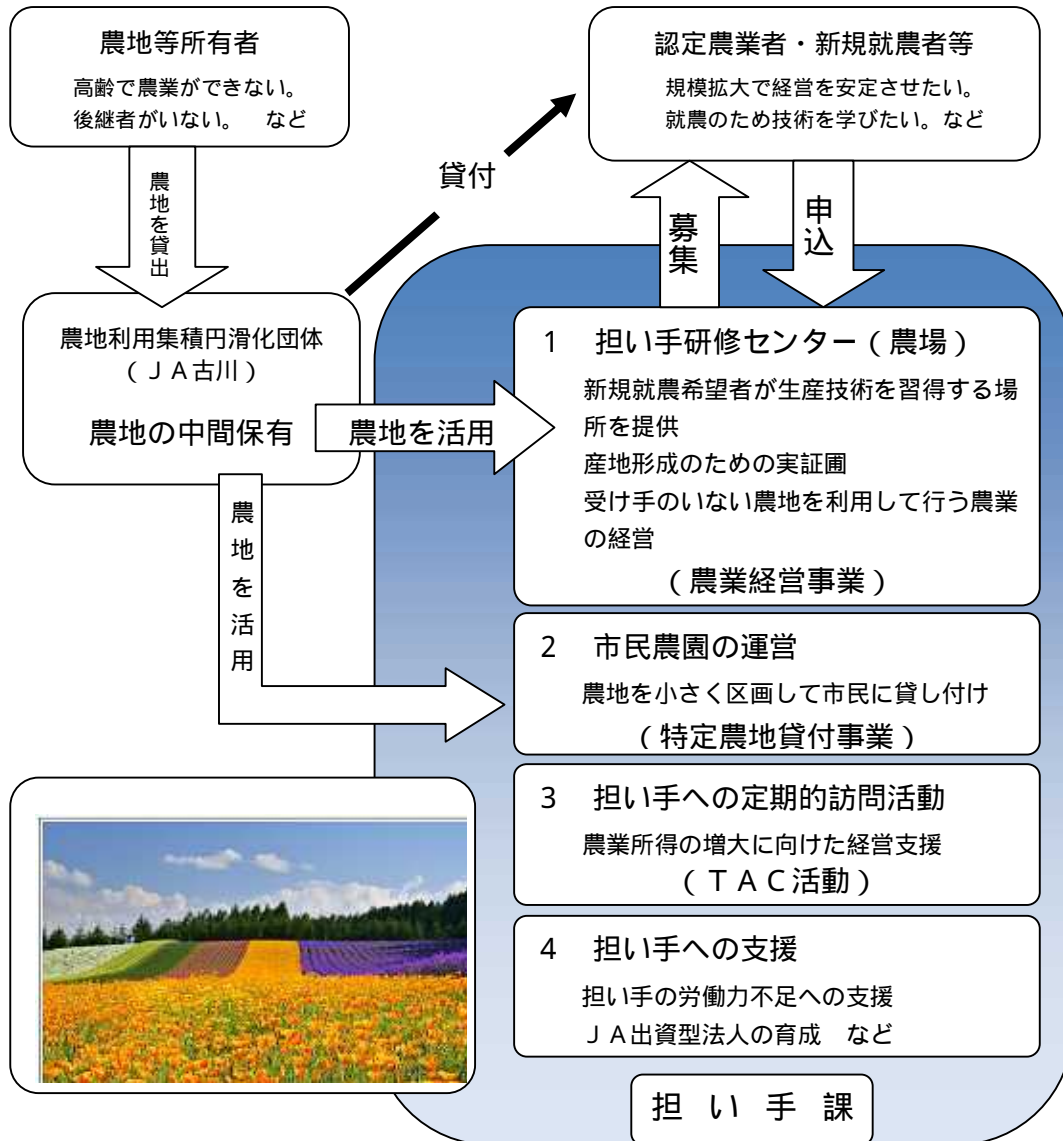 農地等所有者
高齢で農業ができない。
後継者がいない。　など
認定農業者・新規就農者等
規模拡大で経営を安定させたい。
就農のため技術を学びたい。など
農地を貸出
貸付
募集
申込
農地利用集積円滑化団体
（ＪＡ古川）
農地の中間保有
農地を活用
農地を活用
1　担い手研修センター（農場）
新規就農希望者が生産技術を習得する場
所を提供
産地形成のための実証圃
受け手のいない農地を利用して行う農業
の経営
（農業経営事業）
2　市民農園の運営
農地を小さく区画して市民に貸し付け
（特定農地貸付事業）
3　担い手への定期的訪問活動
農業所得の増大に向けた経営支援
（ＴＡＣ活動）
4　担い手への支援
担い手の労働力不足への支援
ＪＡ出資型法人の育成　など
担い手課